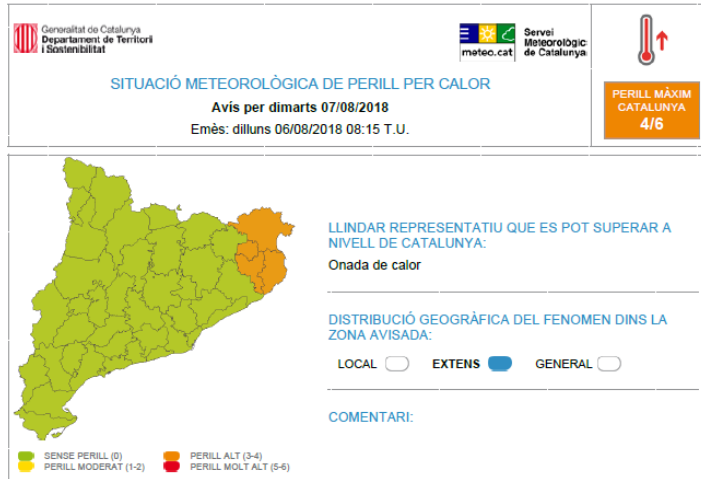 Generalitat de Catalunya
Departament de Territori
i Sostenibilitat
meteo.cat
Servei
Meteorològic
de Catalunya
SITUACIÓ METEOROLÒGICA DE PERILL PER CALOR
Avís per dimarts 07/08/2018
Emès: dilluns 06/08/2018 08:15 T.U.
PERILL MÀXIM
CATALUNYA
4/6
LLINDAR REPRESENTATIU QUE ES POT SUPERAR A
NIVELL DE CATALUNYA:
Onada de calor
DISTRIBUCIÓ GEOGRÀFICA DEL FENOMEN DINS LA
ZONA AVISADA:
LOCAL EXTENS GENERAL
COMENTARI:
SENSE PERILL (0) PERILL ALT (3-4)
PERILL MODERAT (1-2) PERILL MOLT ALT (5-6)